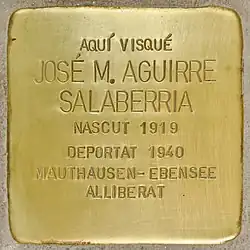 AQUÍ VISQUÉ
JOSÉ M. AGUIRRE
SALABERRIA
NASCUT 1919
DEPORTAT 1940
MAUTHAUSEN-EBENSEE
ALLIBERAT